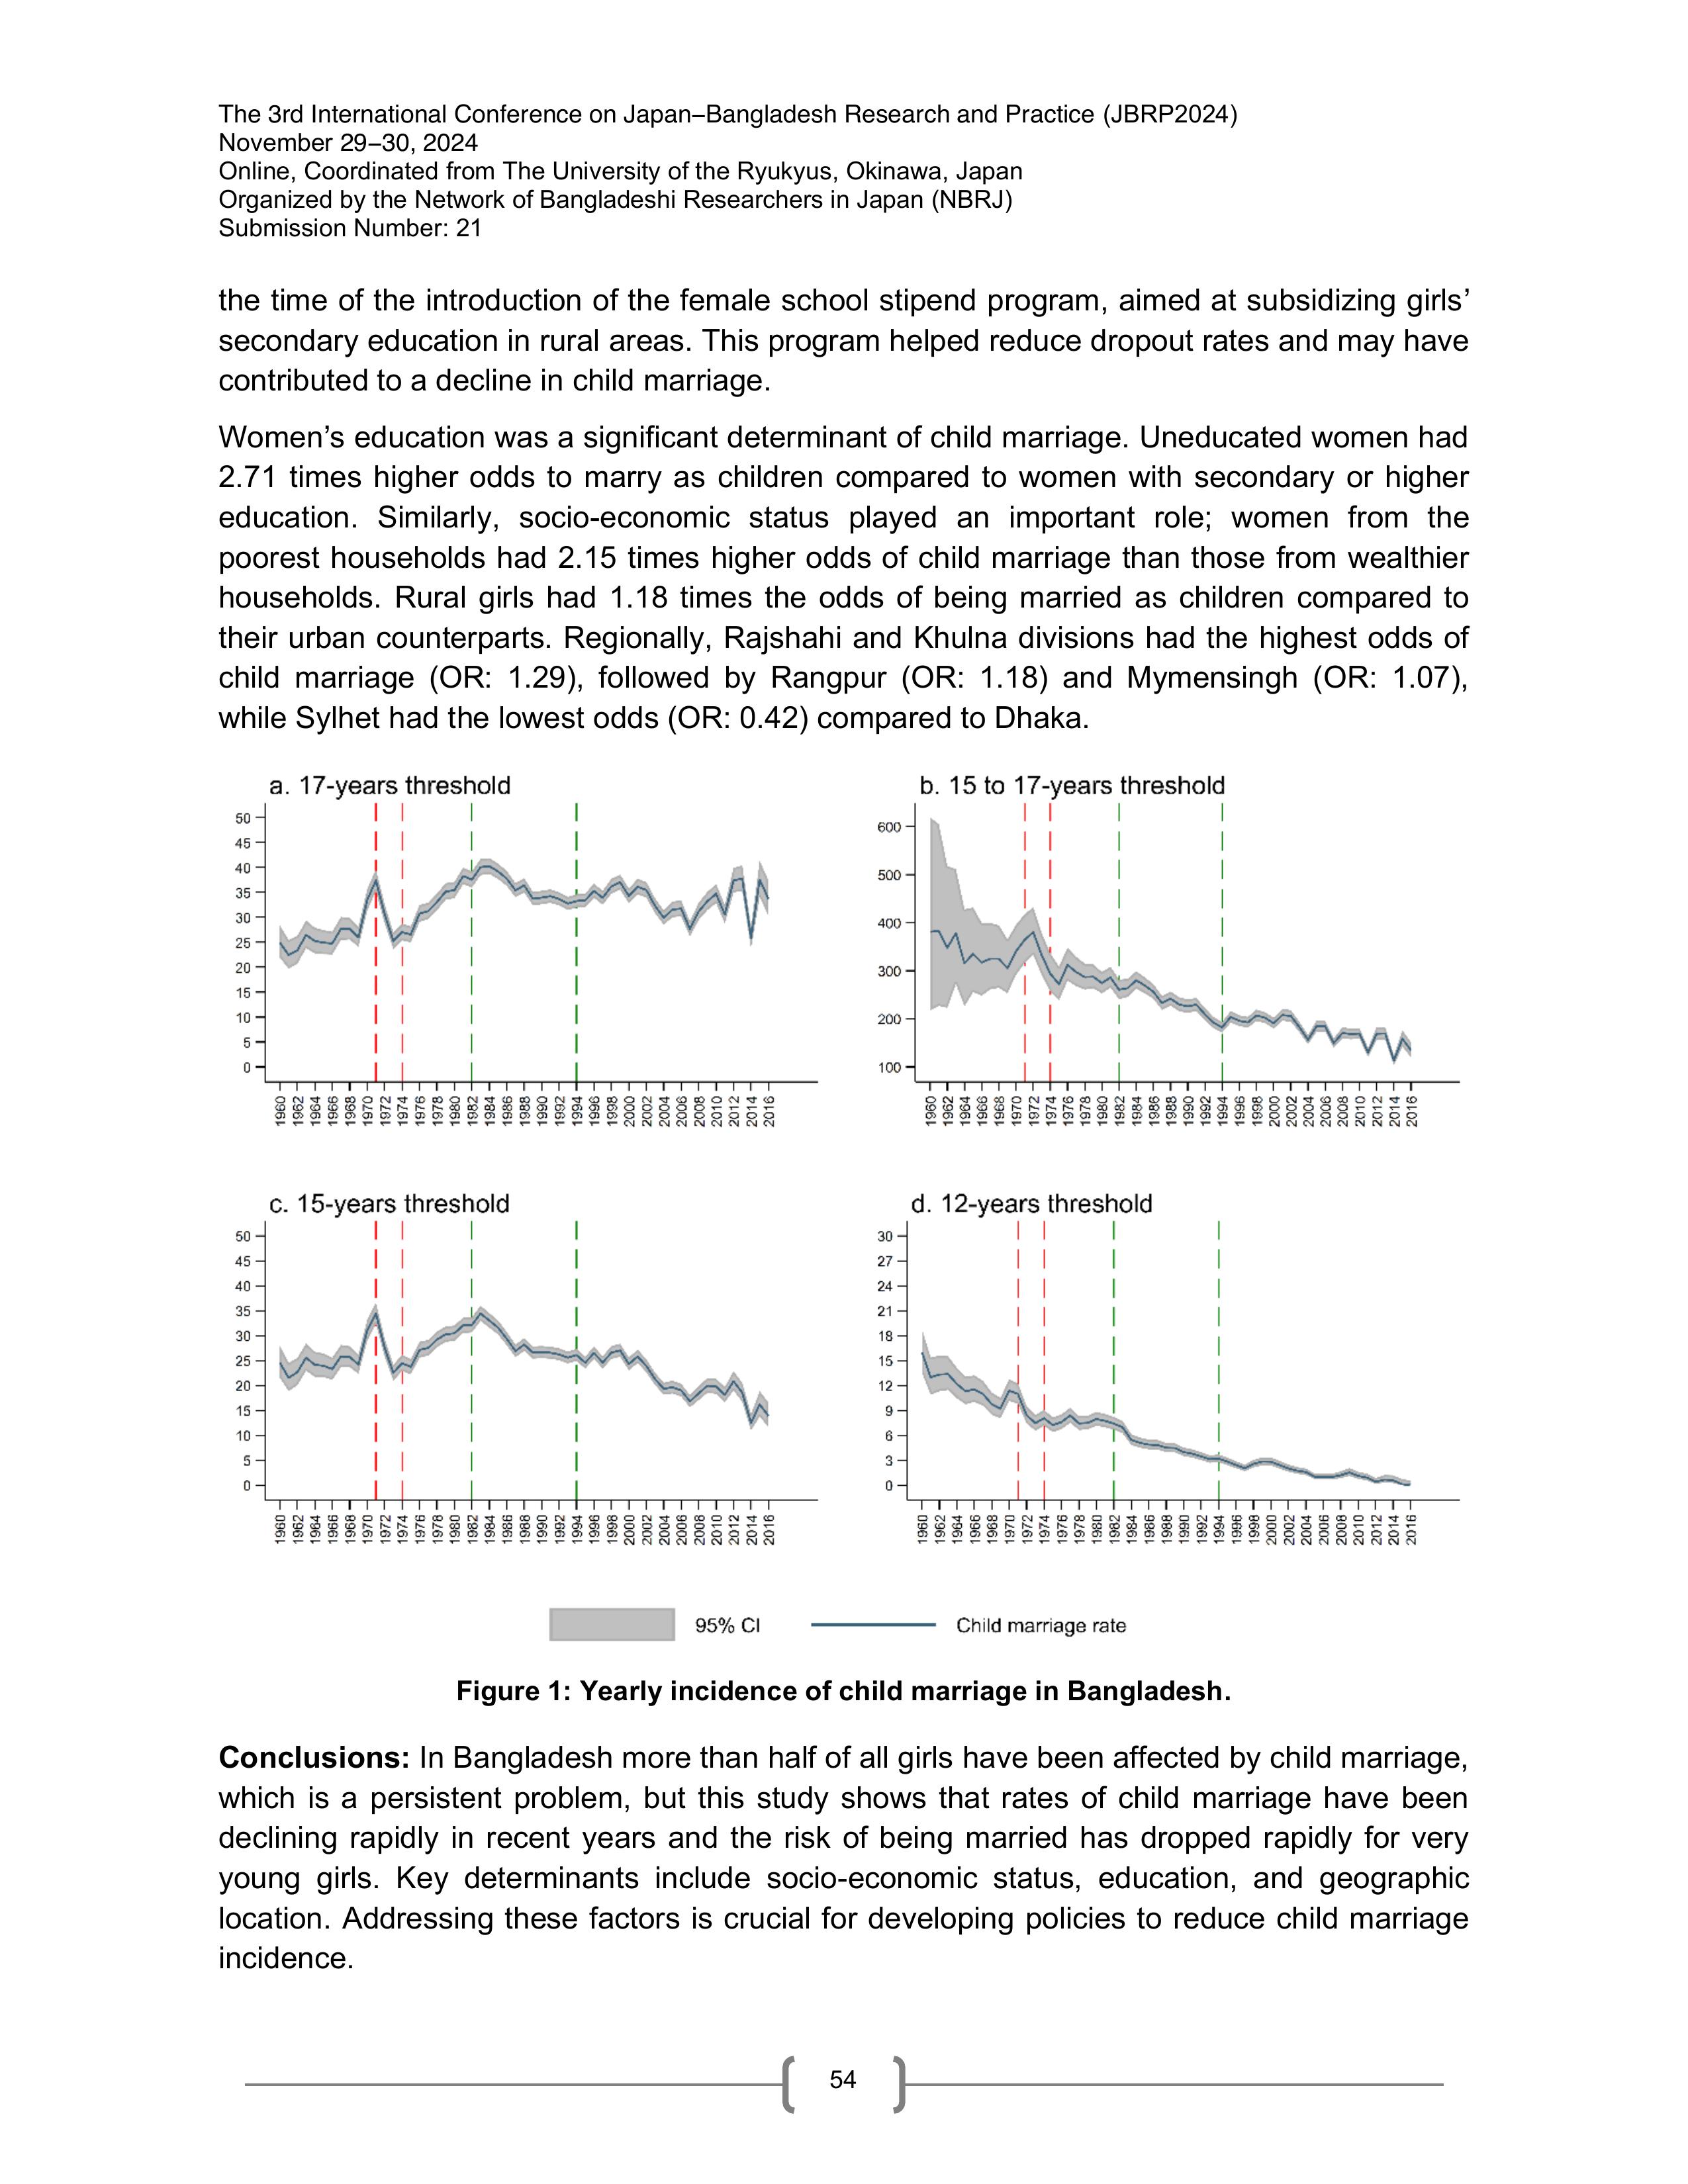 The 3rd International Conference on Japan–Bangladesh Research and Practice (JBRP2024)
November 29–30, 2024
Online, Coordinated from The University of the Ryukyus, Okinawa, Japan
Organized by the Network of Bangladeshi Researchers in Japan (NBRJ)
Submission Number: 21
the time of the introduction of the female school stipend program, aimed at subsidizing girls’
secondary education in rural areas. This program helped reduce dropout rates and may have
contributed to a decline in child marriage.
Women’s education was a significant determinant of child marriage. Uneducated women had
2.71 times higher odds to marry as children compared to women with secondary or higher
education. Similarly, socio-economic status played an important role; women from the
poorest households had 2.15 times higher odds of child marriage than those from wealthier
households. Rural girls had 1.18 times the odds of being married as children compared to
their urban counterparts. Regionally, Rajshahi and Khulna divisions had the highest odds of
child marriage (OR: 1.29), followed by Rangpur (OR: 1.18) and Mymensingh (OR: 1.07),
while Sylhet had the lowest odds (OR: 0.42) compared to Dhaka.
a. 17-years threshold
50
45
40
35
30
25
20
15
10
5
0
1960 1962 1964 1966 1968 1970 1972 1974 1976 1978 1980 1982 1984 1986 1988 1990 1992 1994 1996 1998 2000 2002 2004 2006 2008 2010 2012 2014 2016
b. 15 to 17-years threshold
600
500
400
300
200
100
1960 1962 1964 1966 1968 1970 1972 1974 1976 1978 1980 1982 1984 1986 1988 1990 1992 1994 1996 1998 2000 2002 2004 2006 2008 2010 2012 2014 2016
c. 15-years threshold
50
45
40
35
30
25
20
15
10
5
0
1960 1962 1964 1966 1968 1970 1972 1974 1976 1978 1980 1982 1984 1986 1988 1990 1992 1994 1996 1998 2000 2002 2004 2006 2008 2010 2012 2014 2016
d. 12-years threshold
30
27
24
21
18
15
12
9
6
3
0
1960 1962 1964 1966 1968 1970 1972 1974 1976 1978 1980 1982 1984 1986 1988 1990 1992 1994 1996 1998 2000 2002 2004 2006 2008 2010 2012 2014 2016
95% CI Child marriage rate
Figure 1: Yearly incidence of child marriage in Bangladesh.
Conclusions: In Bangladesh more than half of all girls have been affected by child marriage,
which is a persistent problem, but this study shows that rates of child marriage have been
declining rapidly in recent years and the risk of being married has dropped rapidly for very
young girls. Key determinants include socio-economic status, education, and geographic
location. Addressing these factors is crucial for developing policies to reduce child marriage
incidence.
54